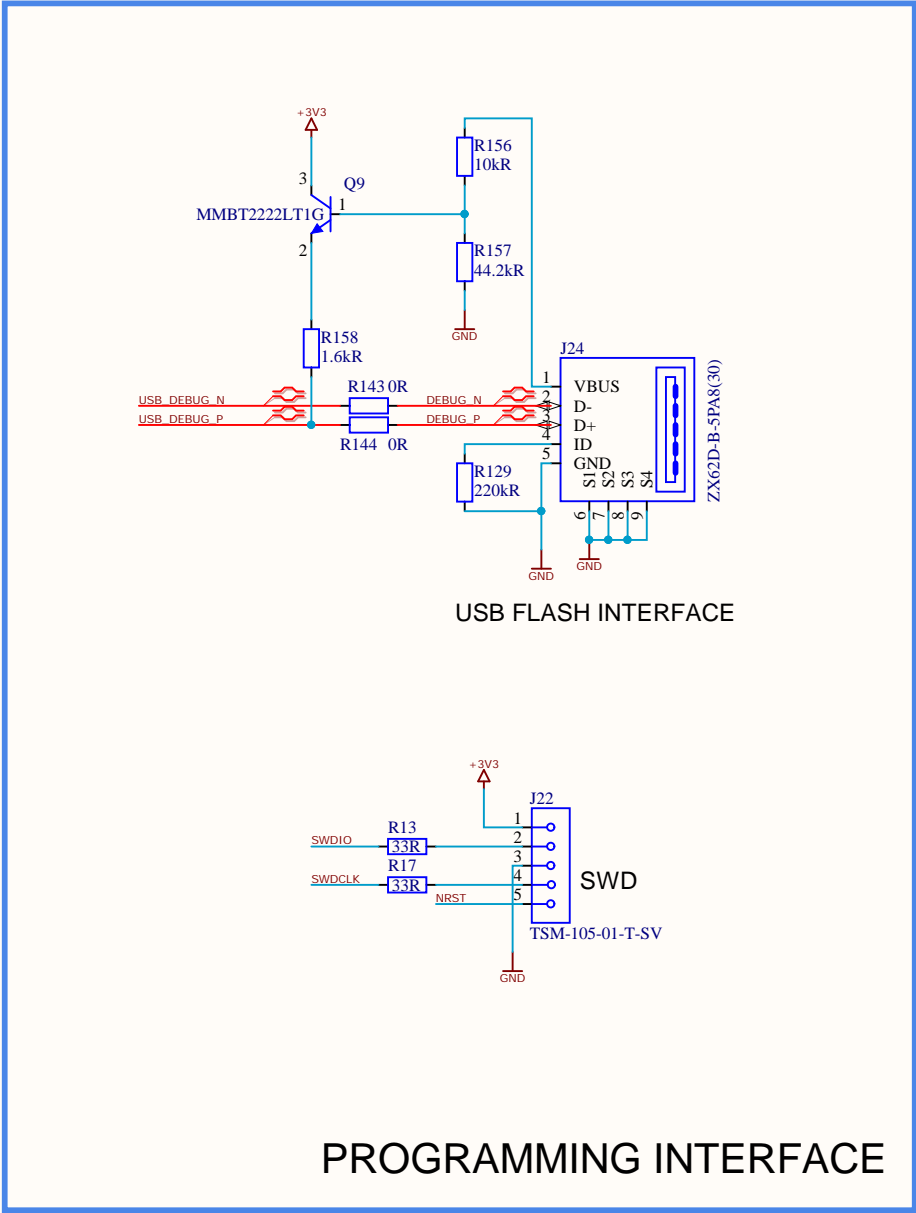 +3V3
R156
10kR
3
Q9
1
MMBT2222LT1G
2
R157
44.2kR
GND
R158
1.6kR
J24
1
VBUS
USB_DEBUG_N
R143 0R
DEBUG_N
2
D-
USB_DEBUG_P
R144 0R
DEBUG_P
3
D+
4
ID
5
GND
R129
220kR
S1
S2
S3
S4
6
7
8
9
ZX62D-B-5PA8(30)
GND
GND
USB FLASH INTERFACE
+3V3
J22
1
SWDIO
R13
33R
2
3
SWDCLK
R17
33R
4
NRST
5
SWD
TSM-105-01-T-SV
GND
PROGRAMMING INTERFACE